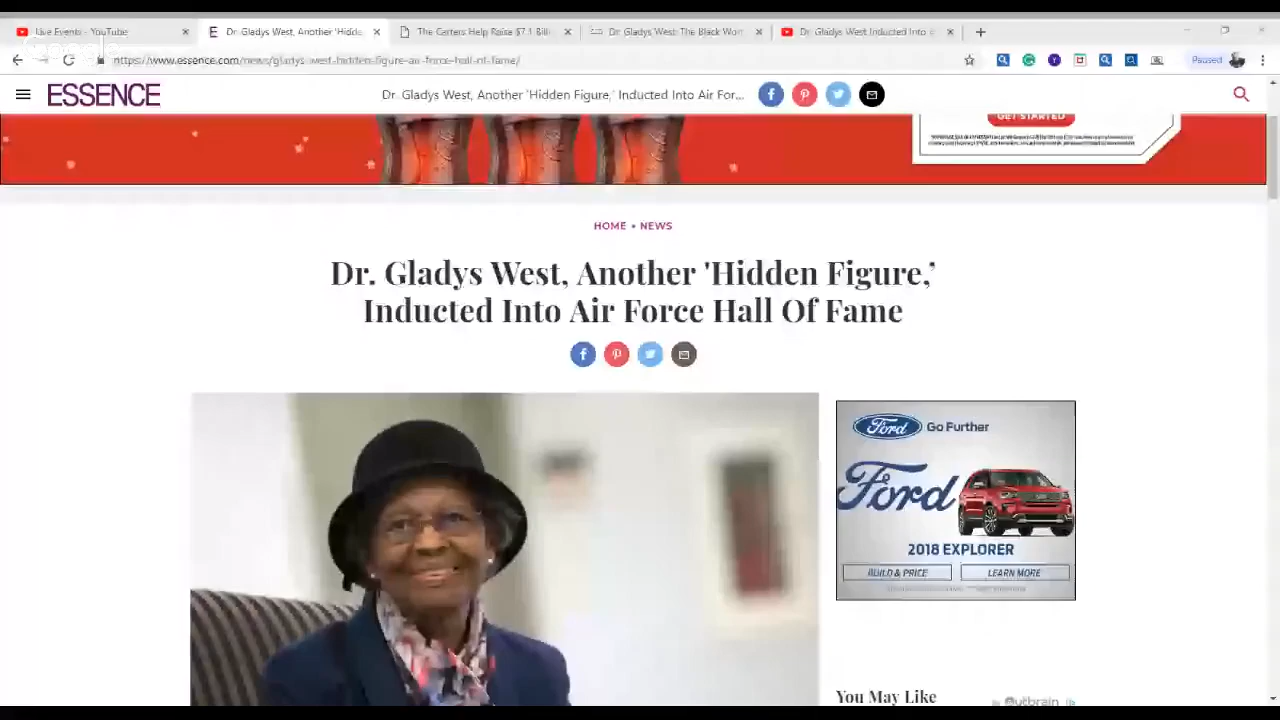 Live Events - YouTube
Dr. Gladys West, Another 'Hidde
The Carters Help Raise $7.1 Billi
Dr. Gladys West: The Black Wom
Dr. Gladys West Inducted Into
Google
https://www.essence.com/news/gladys-west-hidden-figure-air-force-hall-of-fame/
Paused
ESSENCE
Dr. Gladys West, Another 'Hidden Figure,' Inducted Into Air For...
GET STARTED
HOME • NEWS
Dr. Gladys West, Another 'Hidden Figure,’
Inducted Into Air Force Hall Of Fame
Ford Go Further
Ford
2018 EXPLORER
BUILD & PRICE
LEARN MORE
You May Like
Outbrain